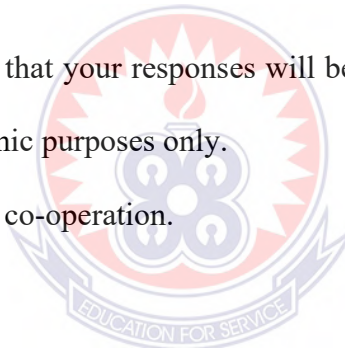 that your responses will be
nic purposes only.
co-operation.
EDUCATION FOR SERVICE